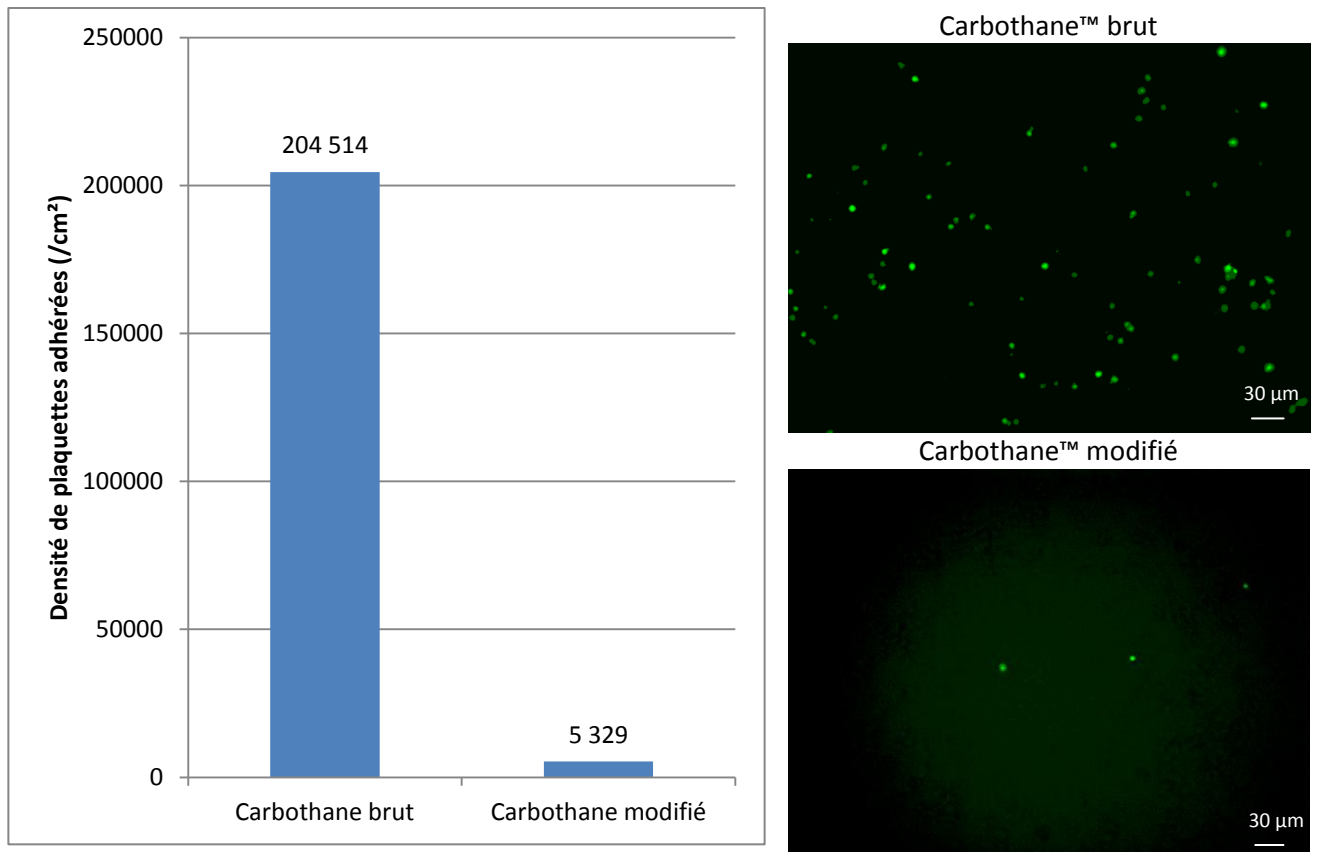 250000
200000
150000
100000
50000
0
Densité de plaquettes adhérées (/cm²)
204 514
5 329
Carbothane brut
Carbothane modifié
Carbothane™ brut
30 µm
Carbothane™ modifié
30 µm